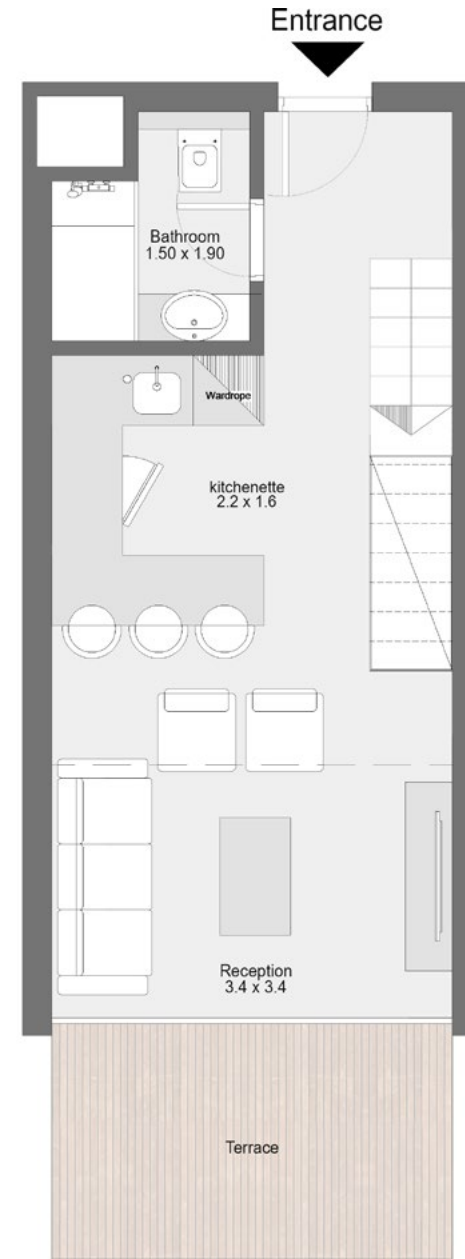 Entrance
Bathroom
1.50 x 1.90
Wardrope
kitchenette
2.2 x 1.6
Reception
3.4 x 3.4
Terrace